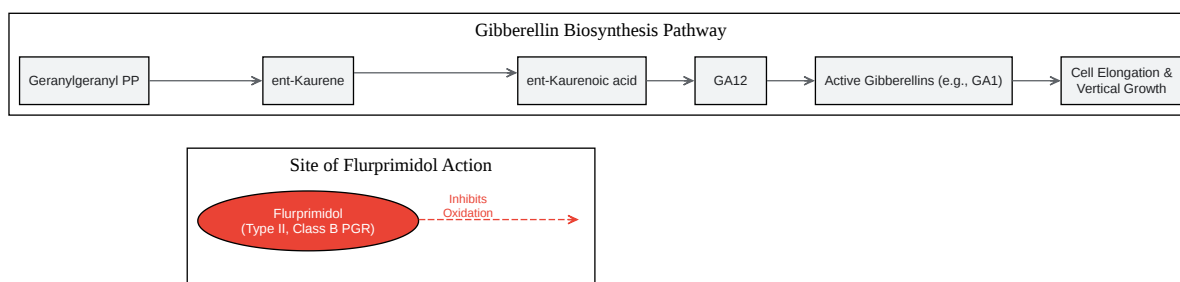 Gibberellin Biosynthesis Pathway
Geranylgeranyl PP
ent-Kaurene
ent-Kaurenoic acid
GA12
Active Gibberellins (e.g., GA1)
Cell Elongation &
Vertical Growth
Site of Flurprimidol Action
Flurprimidol
(Type II, Class B PGR)
Inhibits
Oxidation